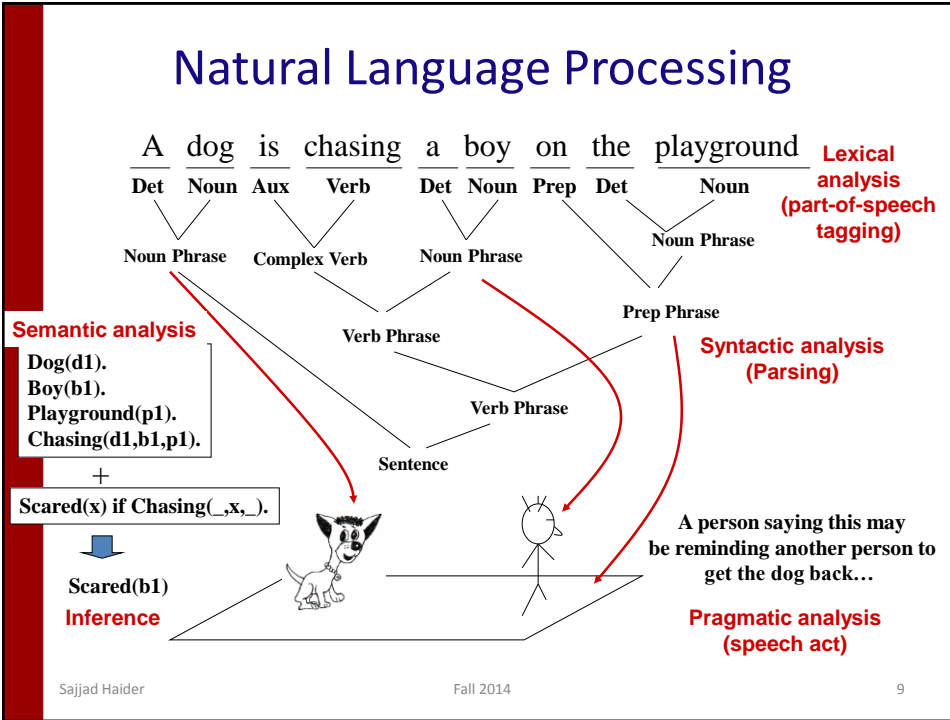 Natural Language Processing
A dog is chasing a boy on the playground
Det Noun Aux Verb Det Noun Prep Det Noun
Lexical
analysis
(part-of-speech
tagging)
Noun Phrase Complex Verb Noun Phrase Noun Phrase
Prep Phrase
Verb Phrase
Semantic analysis
Dog(d1).
Boy(b1).
Playground(p1).
Chasing(d1,b1,p1).
+
Scared(x) if Chasing(_,x,_).
Scared(b1)
Inference
Syntactic analysis
(Parsing)
Verb Phrase
Sentence
A person saying this may
be reminding another person to
get the dog back…
Pragmatic analysis
(speech act)
Sajjad Haider Fall 2014 9